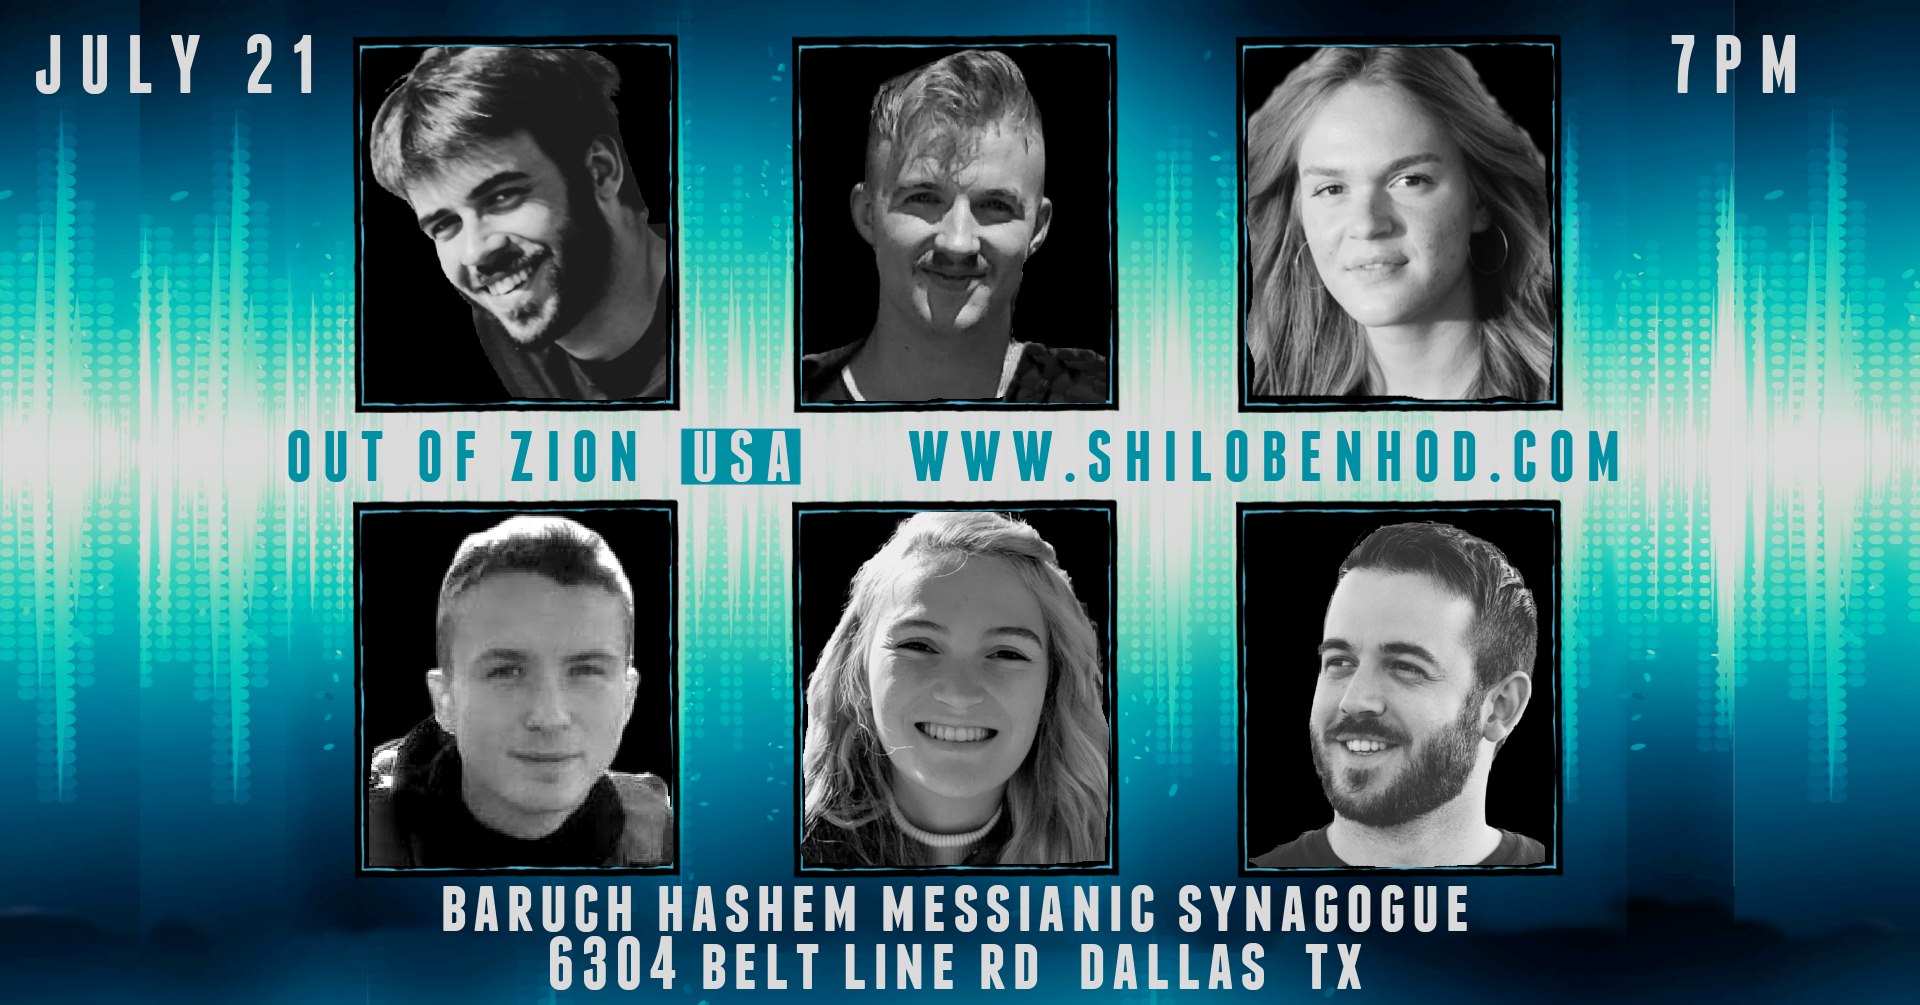 JULY 21
7PM
OUT OF ZION USA WWW.SHILOBENHOD.COM
BARUCH HASHEM MESSIANIC SYNAGOGUE
6304 BELT LINE RD DALLAS TX